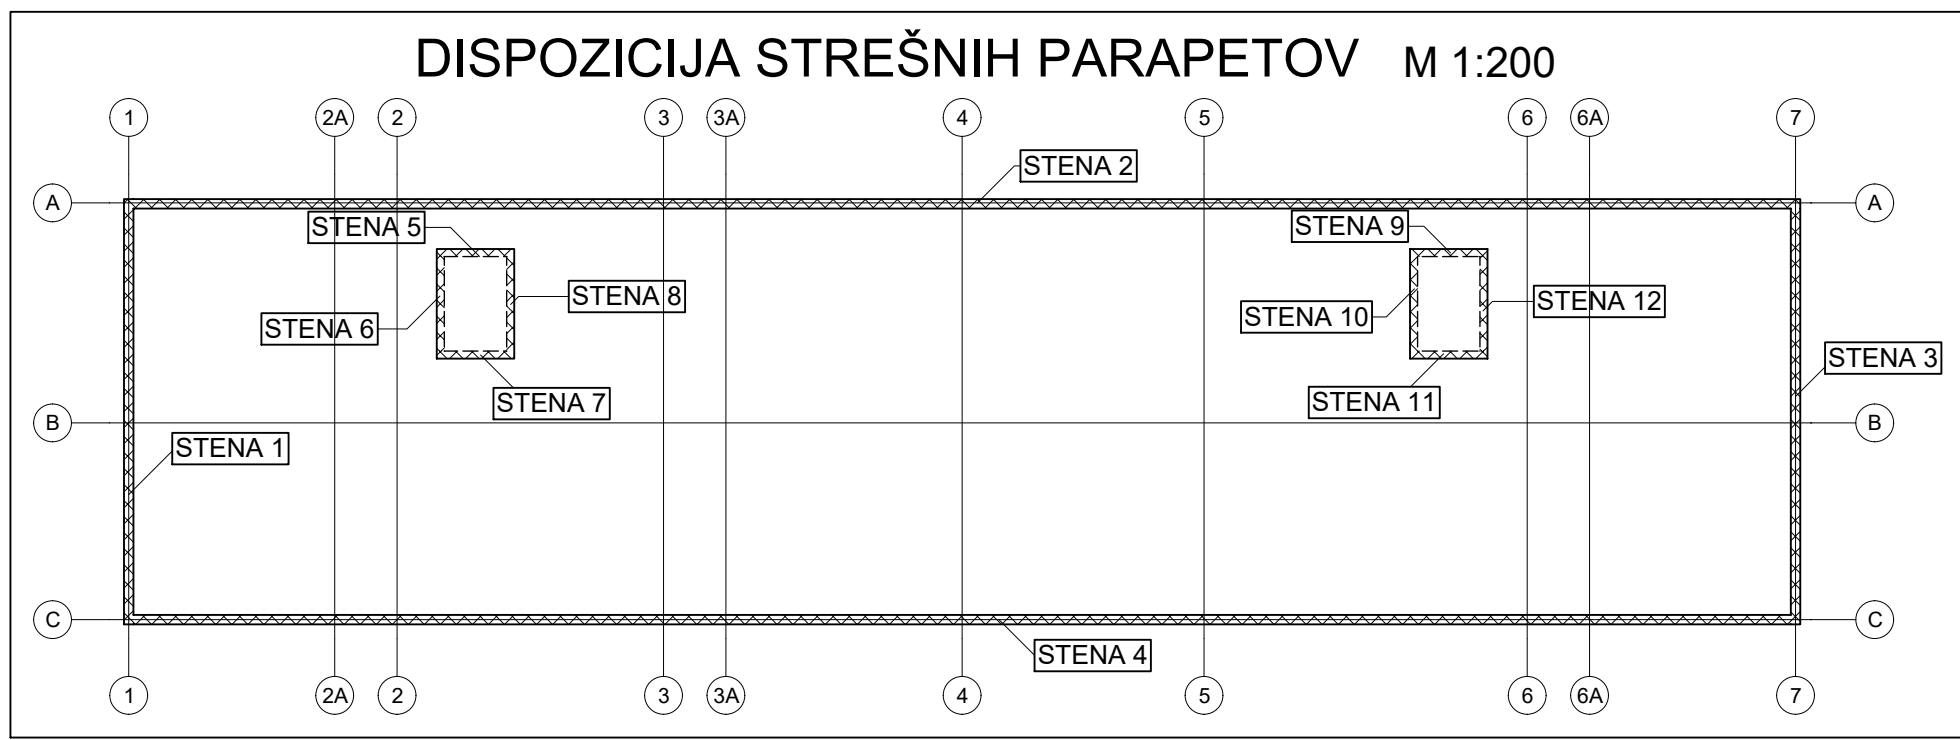 DISPOZICIJA STREŠNIH PARAPETOV M 1:200
1 2A 2 3 3A 4 5 6 6A 7
STENA 2
A A
STENA 5 STENA 9
STENA 8 STENA 12
STENA 6 STENA 10
STENA 3
STENA 7 STENA 11
B B
STENA 1
C C
STENA 4
1 2A 2 3 3A 4 5 6 6A 7